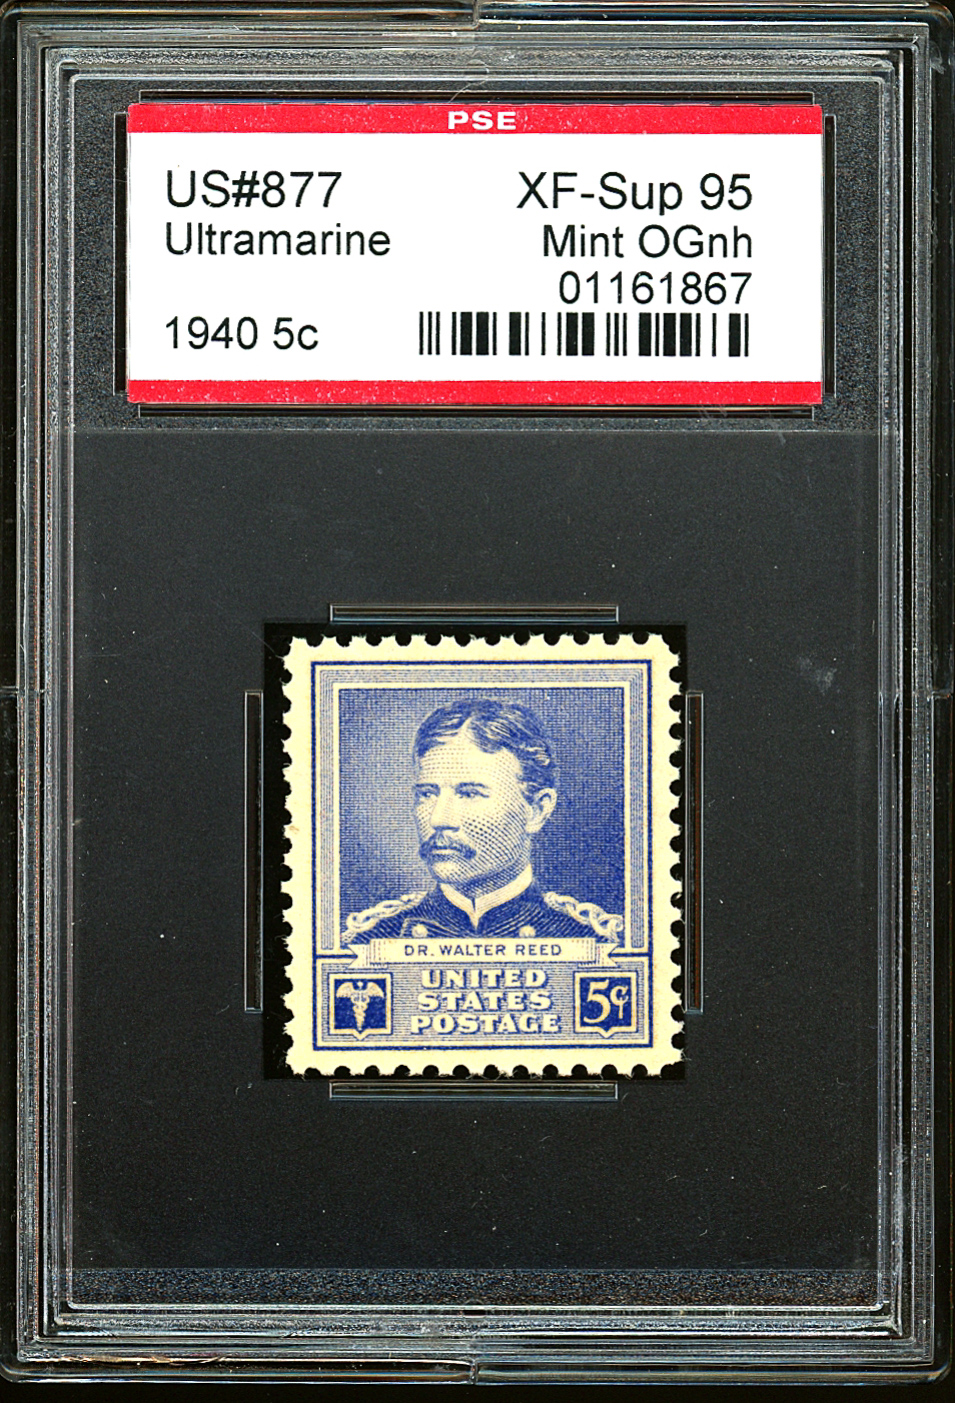 PSE
US#877
XF-Sup 95
Ultramarine
Mint OGnh
01161867
1940 5c
DR. WALTER REED
UNITED
STATES
POSTAGE
5¢